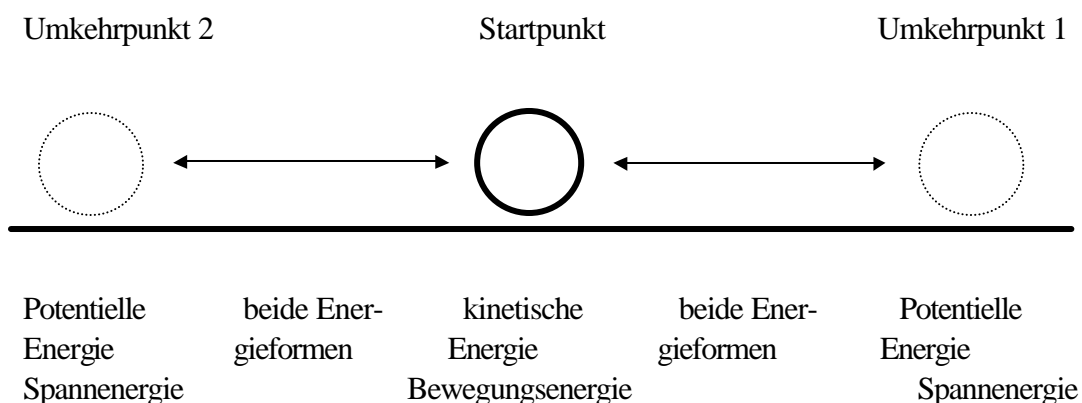 Umkehrpunkt 2 Startpunkt Umkehrpunkt 1
Potentielle beide Ener- kinetische beide Ener- Potentielle
Energie gieformen Energie gieformen Energie
Spannenergie Bewegungsenergie Spannenergie